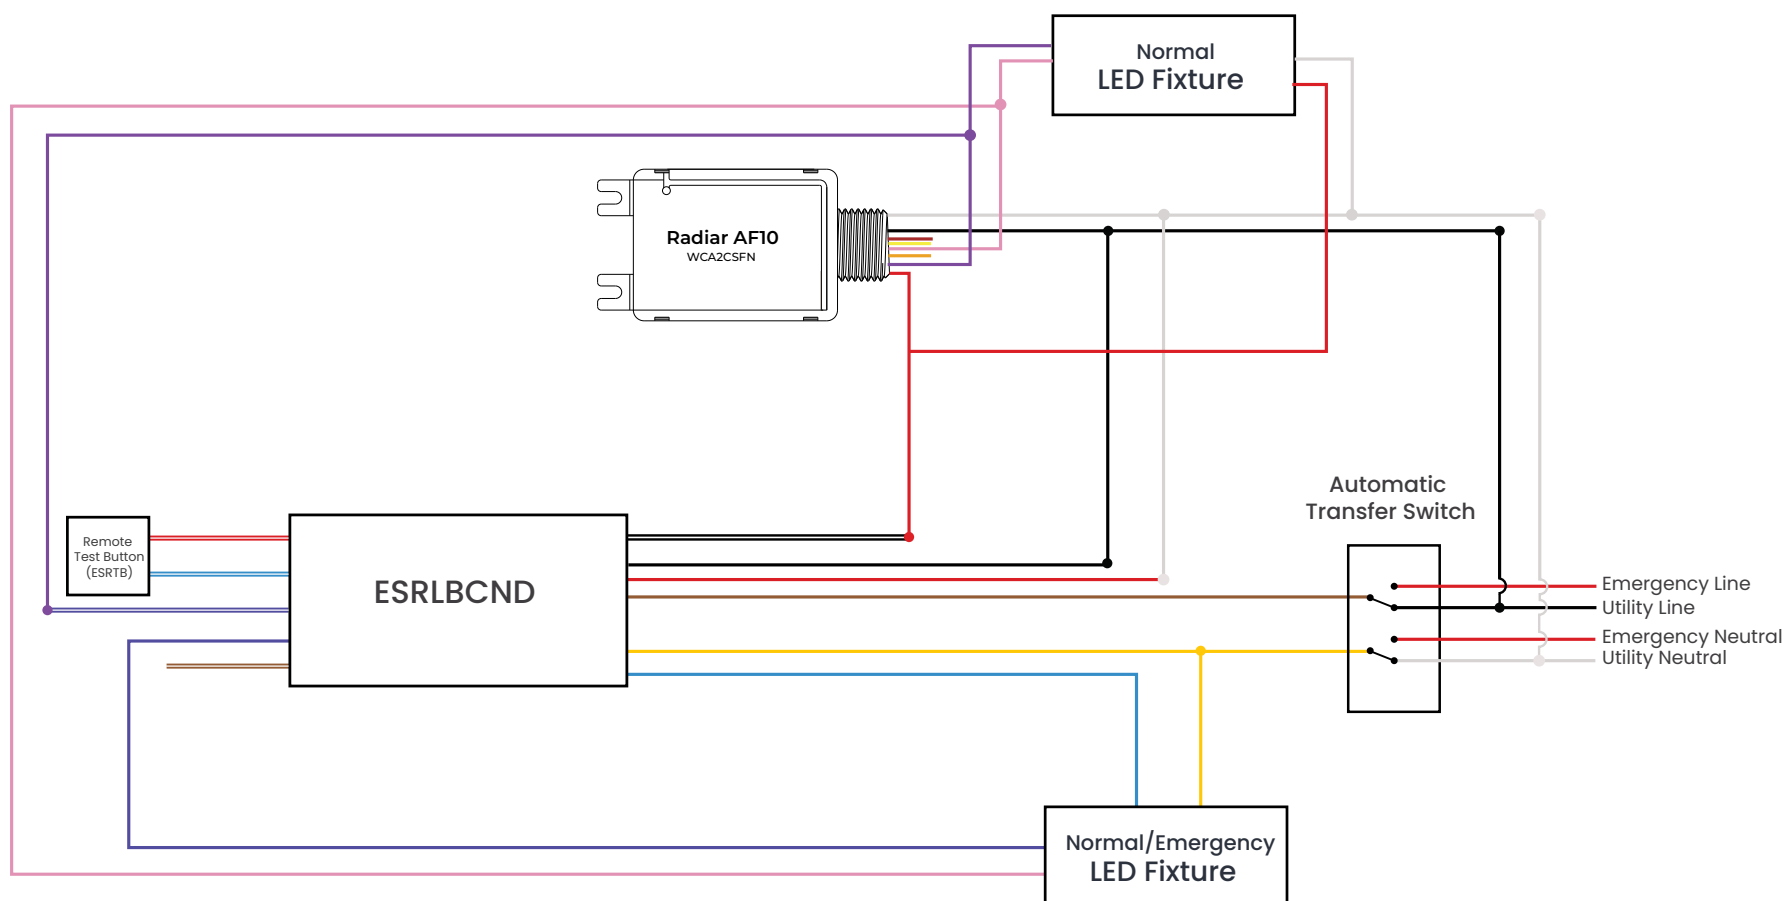 Normal
LED Fixture
Radiar AF10
WCA2CSFN
Automatic
Transfer Switch
Remote
Test Button
(ESRTB)
ESRLBCND
Emergency Line
Utility Line
Emergency Neutral
Utility Neutral
Normal/Emergency
LED Fixture